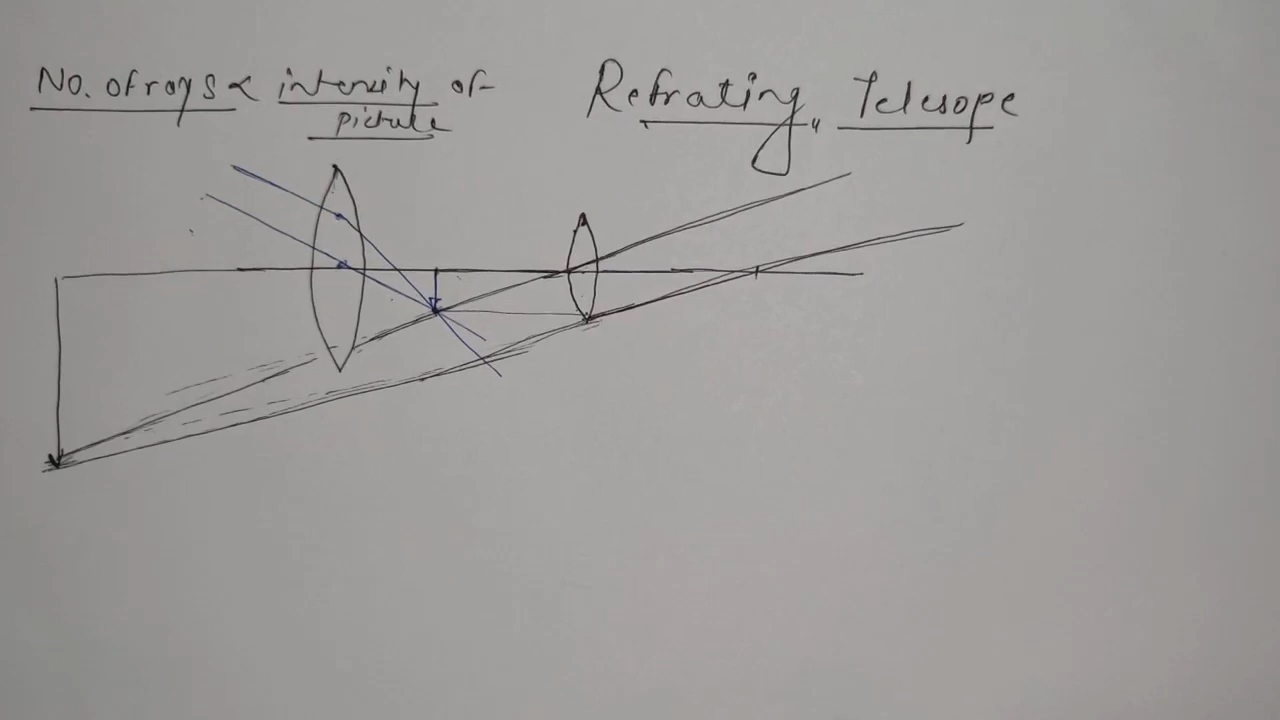 No. of rays ∝ intensity of
picture
Refrating Telesope